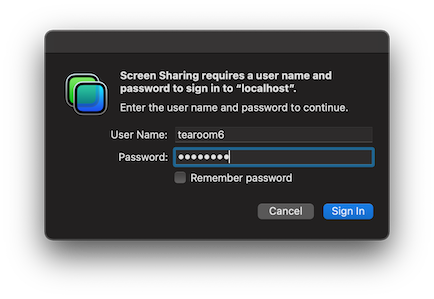 Screen Sharing requires a user name and
password to sign in to “localhost”.
Enter the user name and password to continue.
User Name: tearoom6
Password: ●●●●●●●●
Remember password
Cancel Sign In